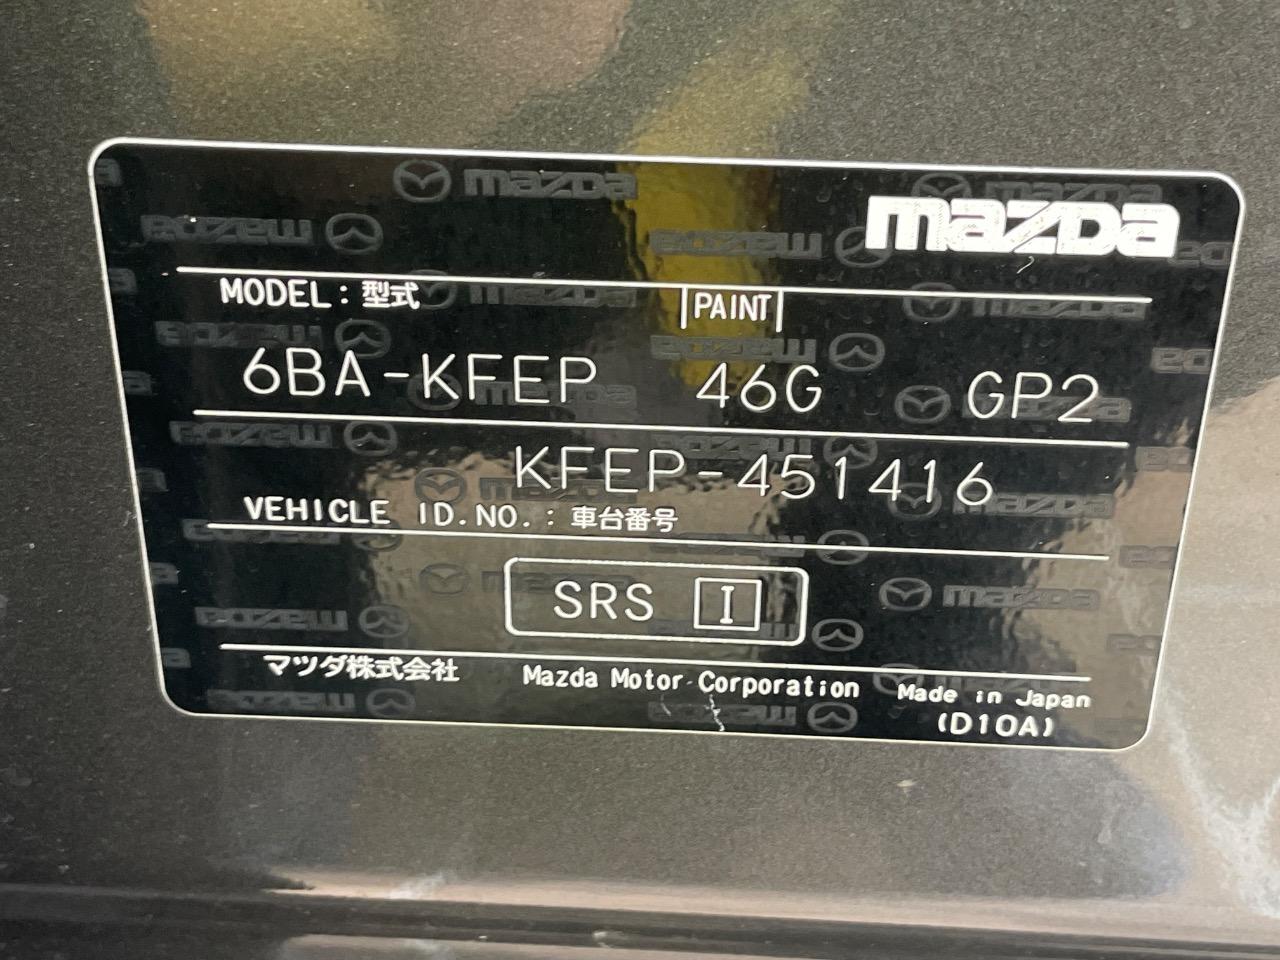 mazda
MODEL : 型式 PAINT
6BA-KFEP 46G GP2
KFEP-451416
VEHICLE ID.NO. : 車台番号
SRS I
マツダ株式会社 Mazda Motor Corporation Made in Japan
(D10A)